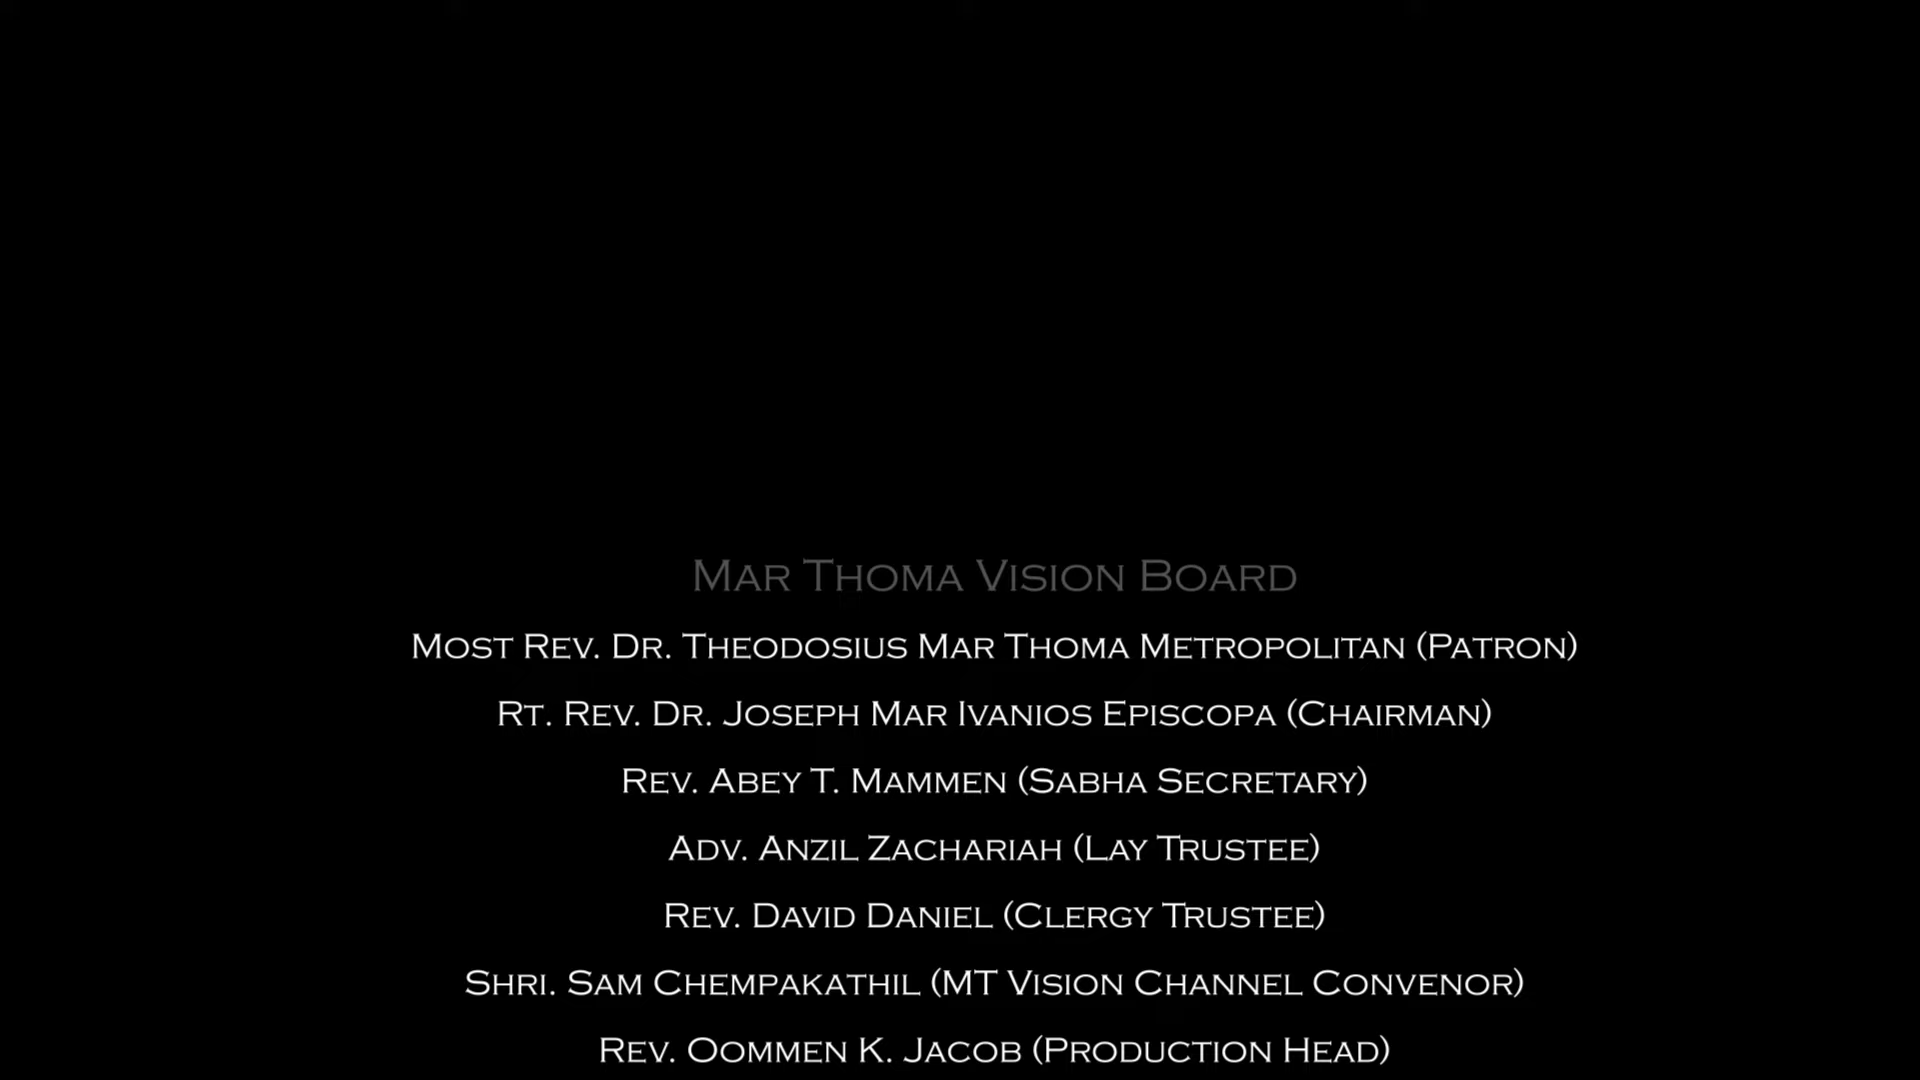 Mar Thoma Vision Board
Most Rev. Dr. Theodosius Mar Thoma Metropolitan (Patron)
Rt. Rev. Dr. Joseph Mar Ivanios Episcopa (Chairman)
Rev. Abey T. Mammen (Sabha Secretary)
Adv. Anzil Zachariah (Lay Trustee)
Rev. David Daniel (Clergy Trustee)
Shri. Sam Chempakathil (MT Vision Channel Convenor)
Rev. Oommen K. Jacob (Production Head)